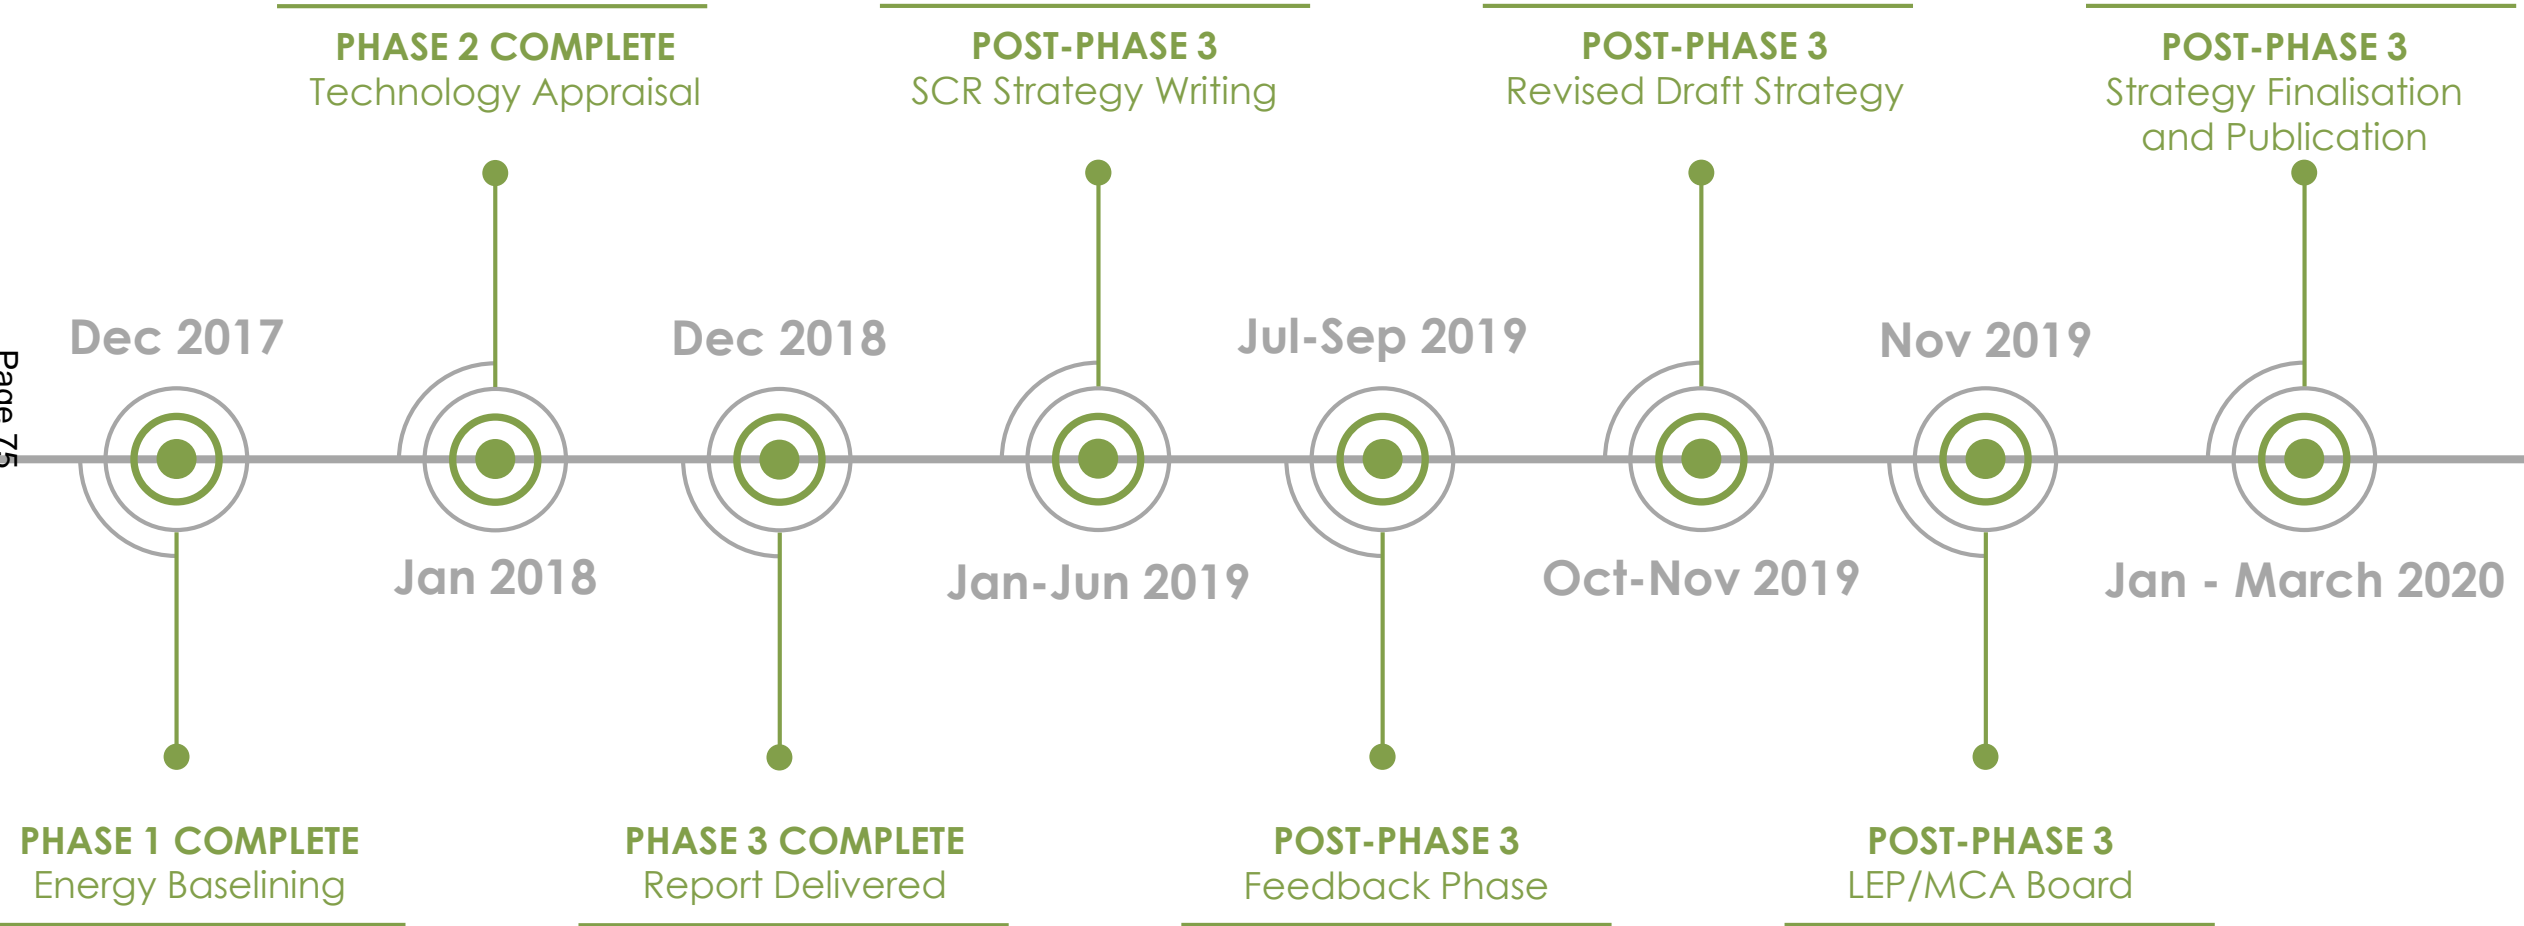 PHASE 2 COMPLETE
Technology Appraisal
POST-PHASE 3
SCR Strategy Writing
POST-PHASE 3
Revised Draft Strategy
POST-PHASE 3
Strategy Finalisation
and Publication
Dec 2017
Dec 2018
Jul-Sep 2019
Nov 2019
Page 75
Jan 2018
Jan-Jun 2019
Oct-Nov 2019
Jan - March 2020
PHASE 1 COMPLETE
Energy Baselining
PHASE 3 COMPLETE
Report Delivered
POST-PHASE 3
Feedback Phase
POST-PHASE 3
LEP/MCA Board